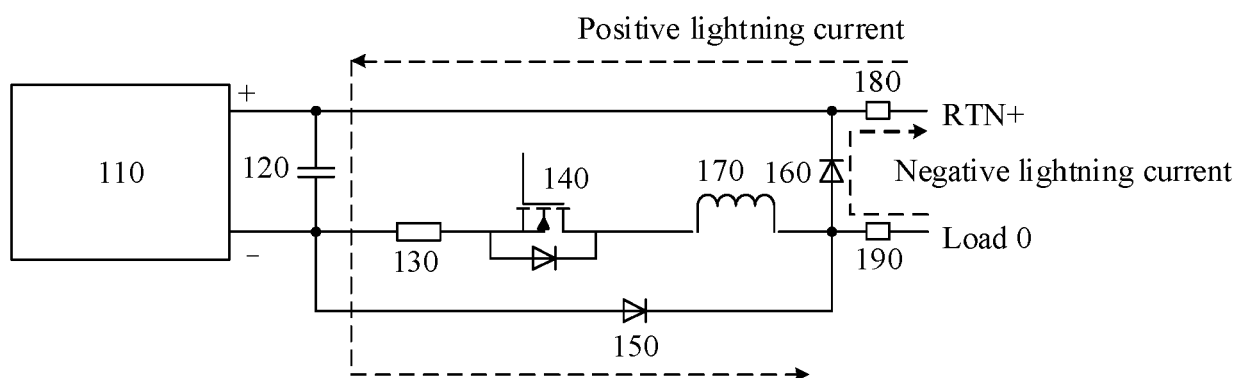 Positive lightning current
180
+
RTN+
110
120
140
170
160
Negative lightning current
130
190
Load 0
–
150